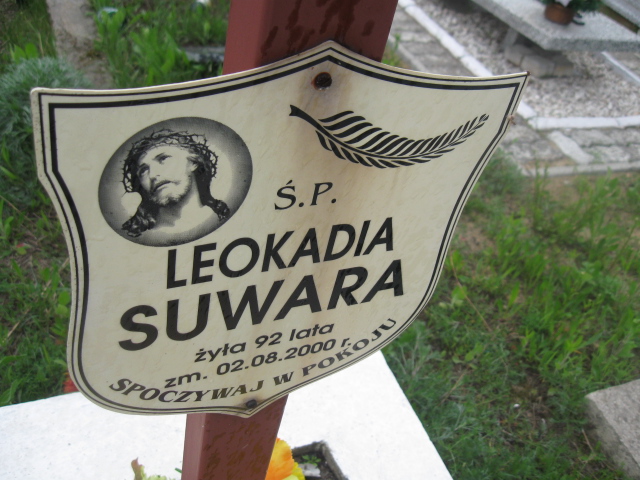 Ś.P.
LEOKADIA
SUWARA
żyła 92 lata
zm. 02.08.2000 r.
SPOCZYWAJ W POKOJU